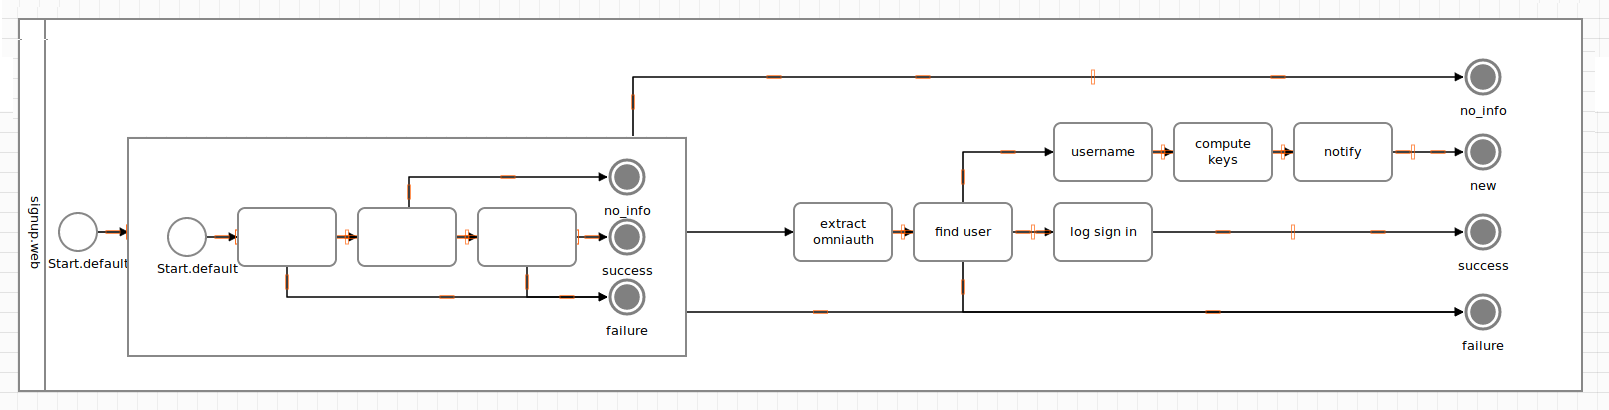 signup.web
Start.default
Start.default
no_info
success
failure
extract
omniauth
find user
username
compute
keys
notify
log sign in
no_info
new
success
failure